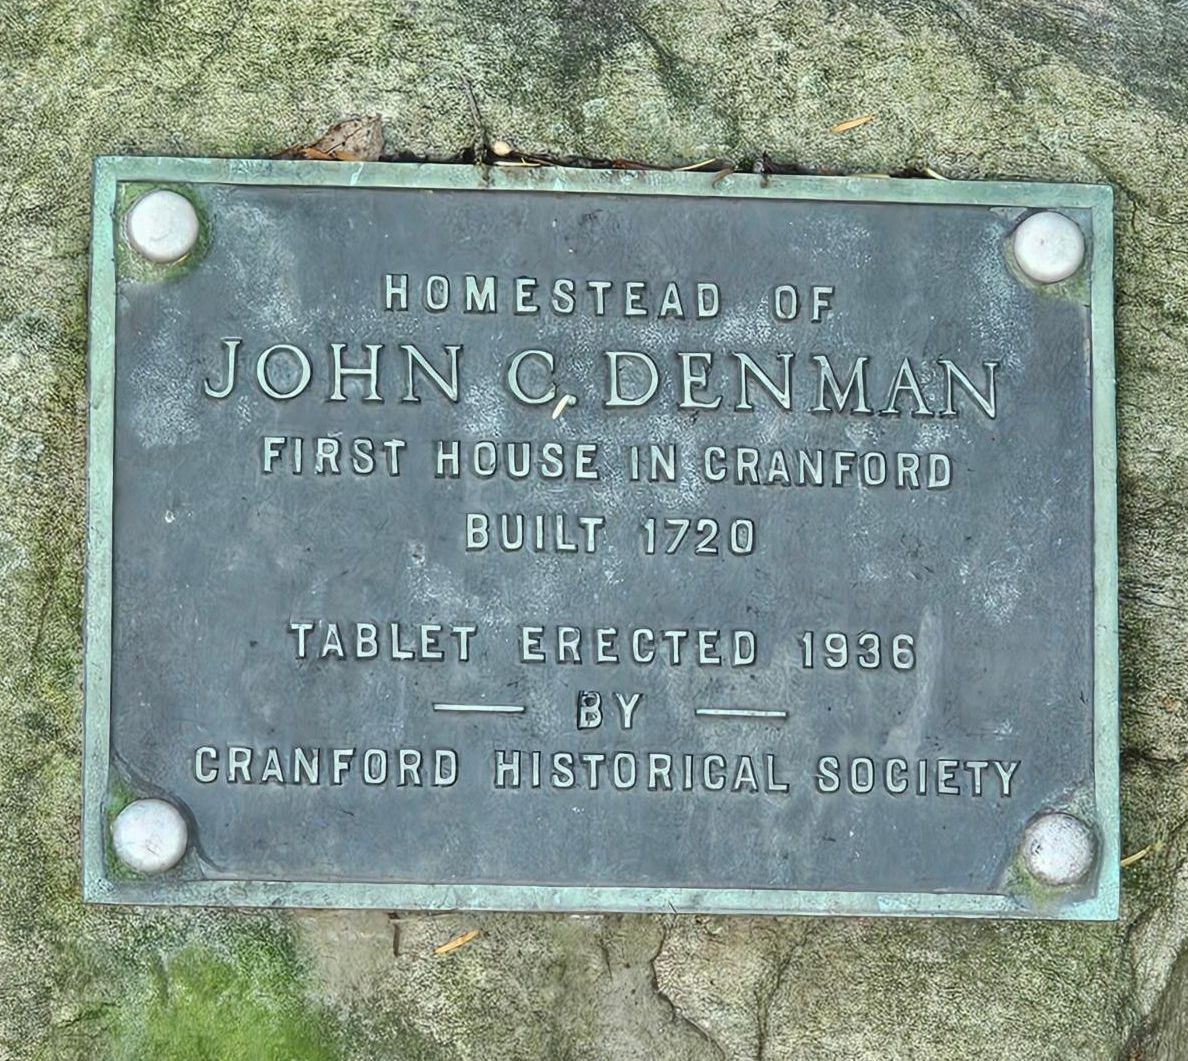 HOMESTEAD OF
JOHN C. DENMAN
FIRST HOUSE IN CRANFORD
BUILT 1720
TABLET ERECTED 1936
— BY —
CRANFORD HISTORICAL SOCIETY